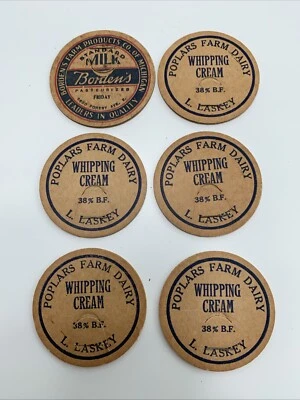 BORDEN'S FARM PRODUCTS CO. OF MICHIGAN
STANDARD
MILK
Borden's
PASTEURIZED
FRIDAY
LEADERS IN QUALITY
POPLARS FARM DAIRY
WHIPPING
CREAM
38% B.F.
L. LASKEY
POPLARS FARM DAIRY
WHIPPING
CREAM
38% B.F.
L. LASKEY
POPLARS FARM DAIRY
WHIPPING
CREAM
38% B.F.
L. LASKEY
POPLARS FARM DAIRY
WHIPPING
CREAM
38% B.F.
L. LASKEY
POPLARS FARM DAIRY
WHIPPING
CREAM
38% B.F.
L. LASKEY